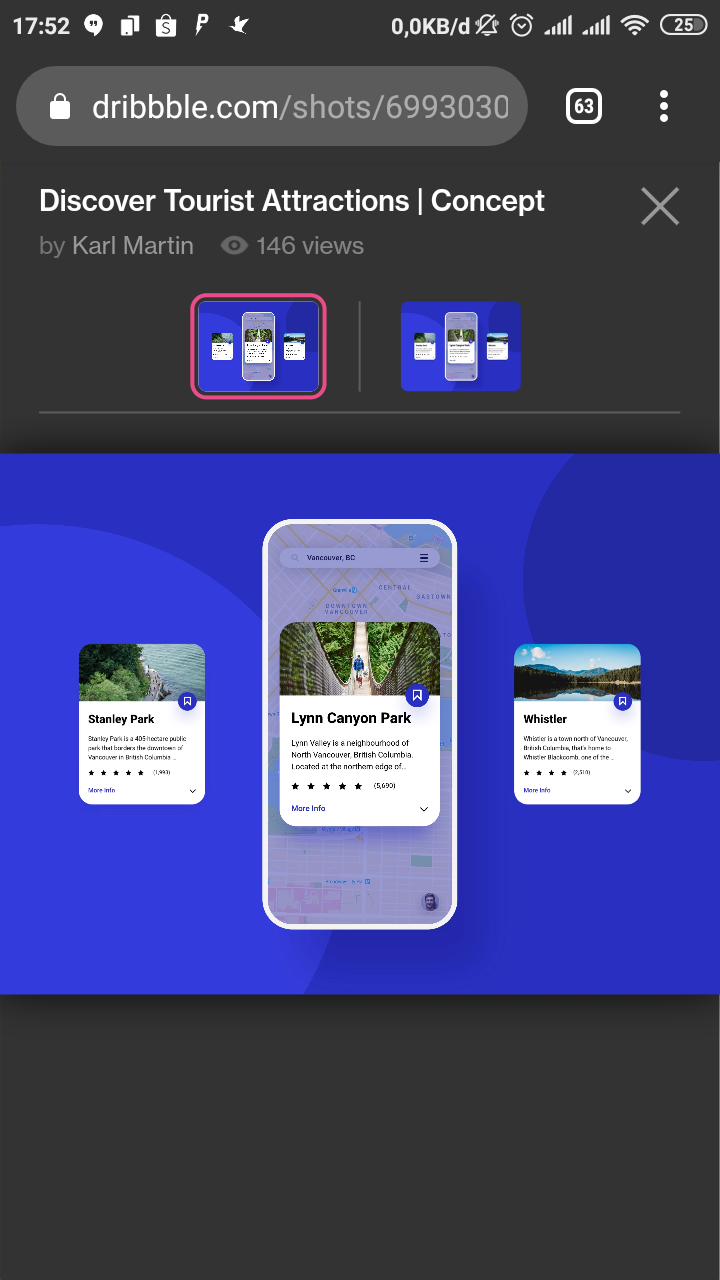 17:52
0,0KB/d
25
dribbble.com/shots/6993030
63
Discover Tourist Attractions | Concept
by Karl Martin
146 views
Vancouver, BC
CENTRAL
GASTOWN
DOWNTOWN
VANCOUVER
Stanley Park
Stanley Park is a 405-hectare public
park that borders the downtown of
Vancouver in British Columbia ...
(1,993)
More Info
Lynn Canyon Park
Lynn Valley is a neighbourhood of
North Vancouver, British Columbia.
Located at the northern edge of...
(5,690)
More Info
Whistler
Whistler is a town north of Vancouver,
British Columbia, that's home to
Whistler Blackcomb, one of the ...
(2,510)
More Info